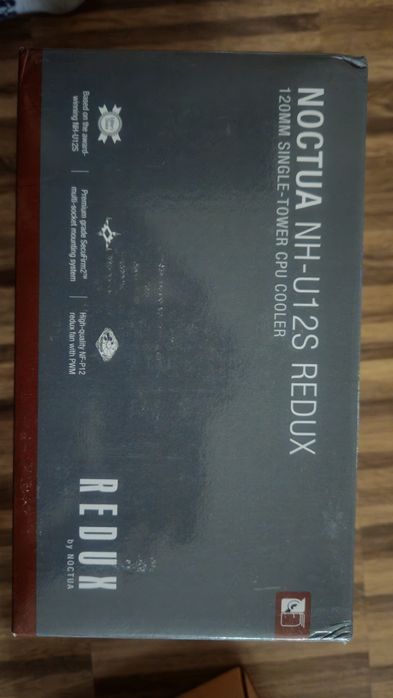 NOCTUA NH-U12S REDUX
120MM SINGLE-TOWER CPU COOLER
Based on the award-
winning NH-U12S
Premium grade SecuFirm2™
multi-socket mounting system
High-quality NF-P12
redux fan with PWM
REDUX
by NOCTUA